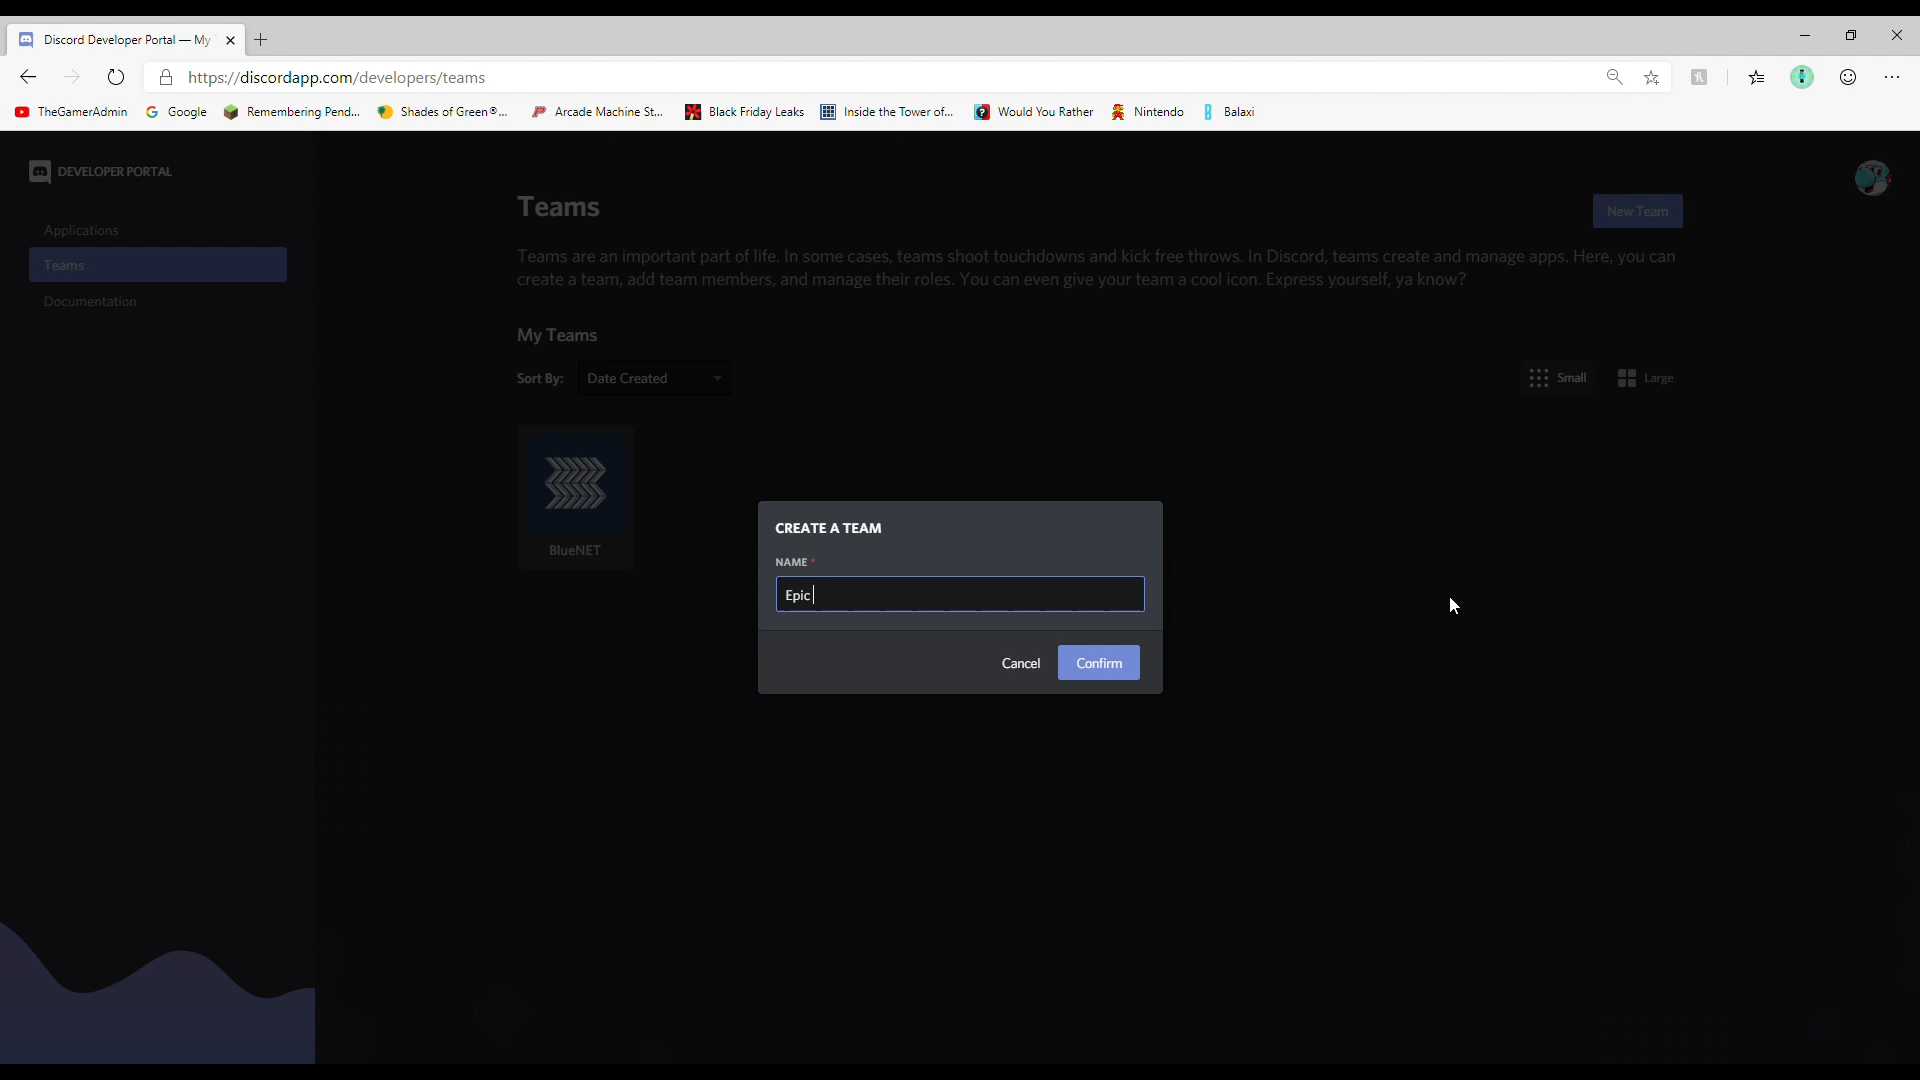 Discord Developer Portal — My
https://discordapp.com/developers/teams
TheGamerAdmin Google Remembering Pend... Shades of Green®... Arcade Machine St... Black Friday Leaks Inside the Tower of... Would You Rather Nintendo Balaxi
DEVELOPER PORTAL
Applications
Teams
Documentation
Teams
New Team
Teams are an important part of life. In some cases, teams shoot touchdowns and kick free throws. In Discord, teams create and manage apps. Here, you can
create a team, add team members, and manage their roles. You can even give your team a cool icon. Express yourself, ya know?
My Teams
Sort By: Date Created Small Large
BlueNET
CREATE A TEAM
NAME *
Epic
Cancel Confirm